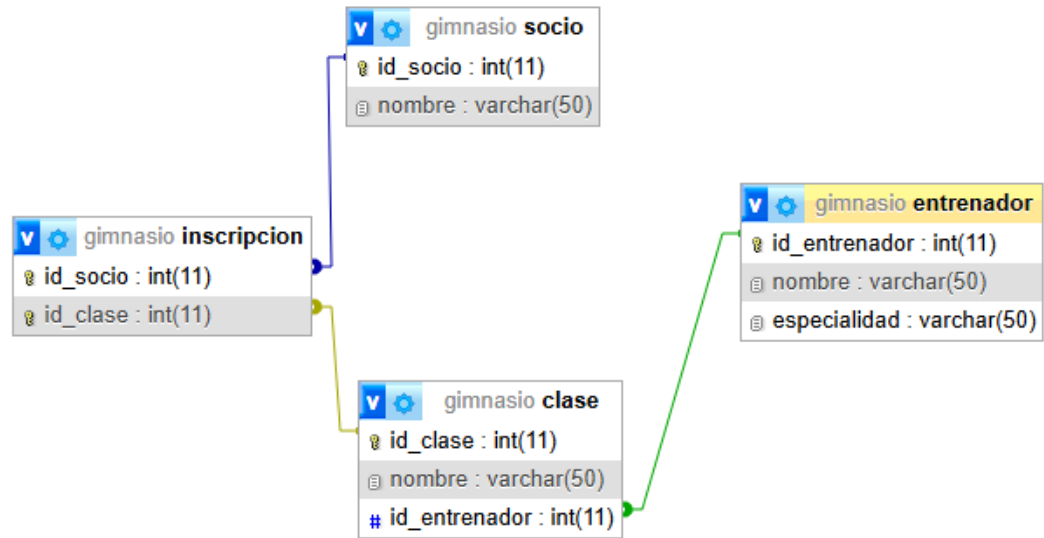 v gimnasio socio
id_socio : int(11)
nombre : varchar(50)
v gimnasio inscripcion
id_socio : int(11)
id_clase : int(11)
v gimnasio entrenador
id_entrenador : int(11)
nombre : varchar(50)
especialidad : varchar(50)
v gimnasio clase
id_clase : int(11)
nombre : varchar(50)
# id_entrenador : int(11)